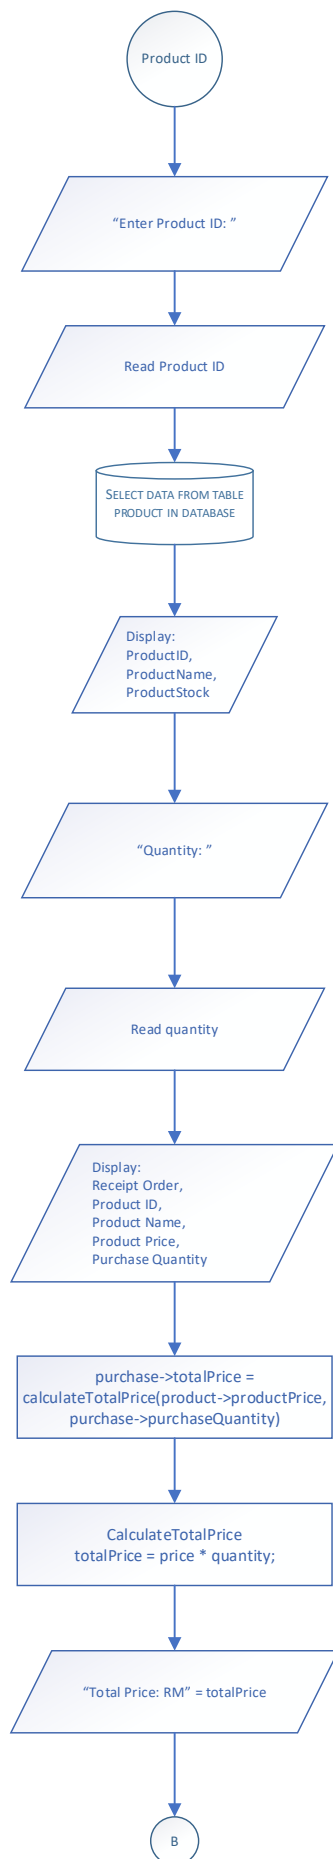 Product ID
“Enter Product ID: ”
Read Product ID
SELECT DATA FROM TABLE
PRODUCT IN DATABASE
Display:
ProductID,
ProductName,
ProductStock
“Quantity: ”
Read quantity
Display:
Receipt Order,
Product ID,
Product Name,
Product Price,
Purchase Quantity
purchase->totalPrice =
calculateTotalPrice(product->productPrice,
purchase->purchaseQuantity)
CalculateTotalPrice
totalPrice = price * quantity;
“Total Price: RM” = totalPrice
B